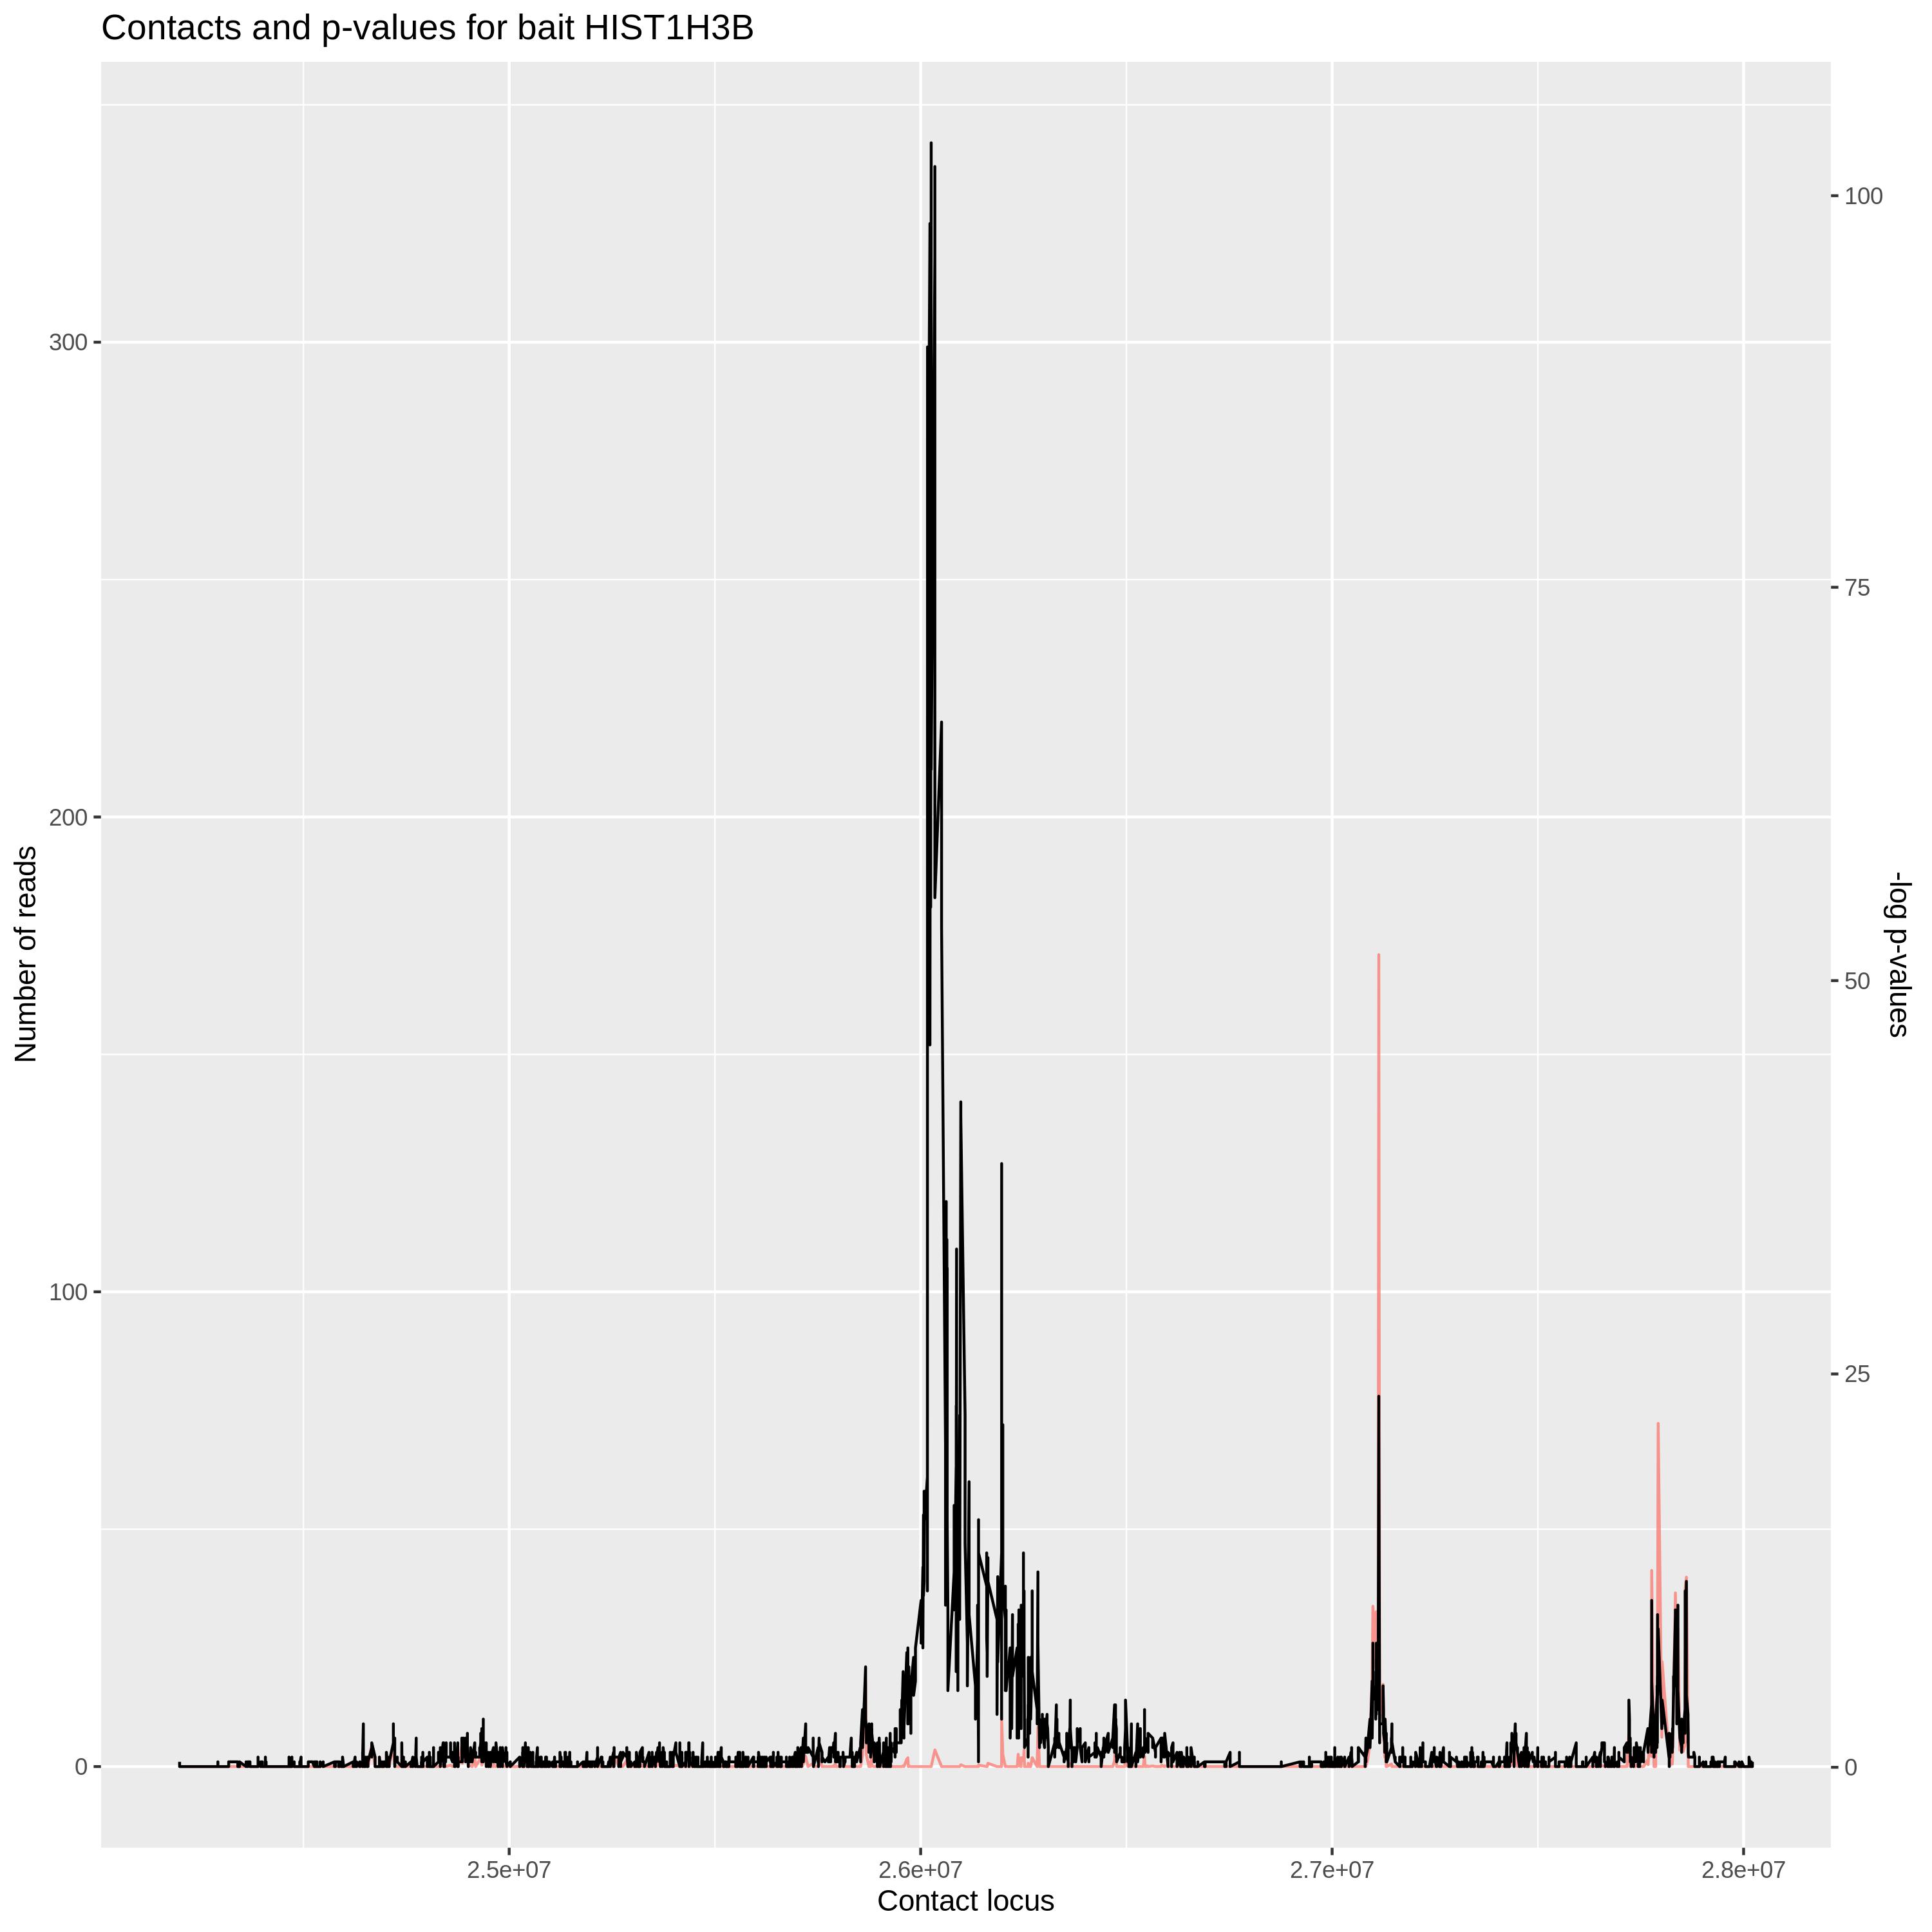 Contacts and p-values for bait HIST1H3B
Number of reads
300
200
100
0
100
75
50
25
0
-log p-values
2.5e+07 2.6e+07 2.7e+07 2.8e+07
Contact locus